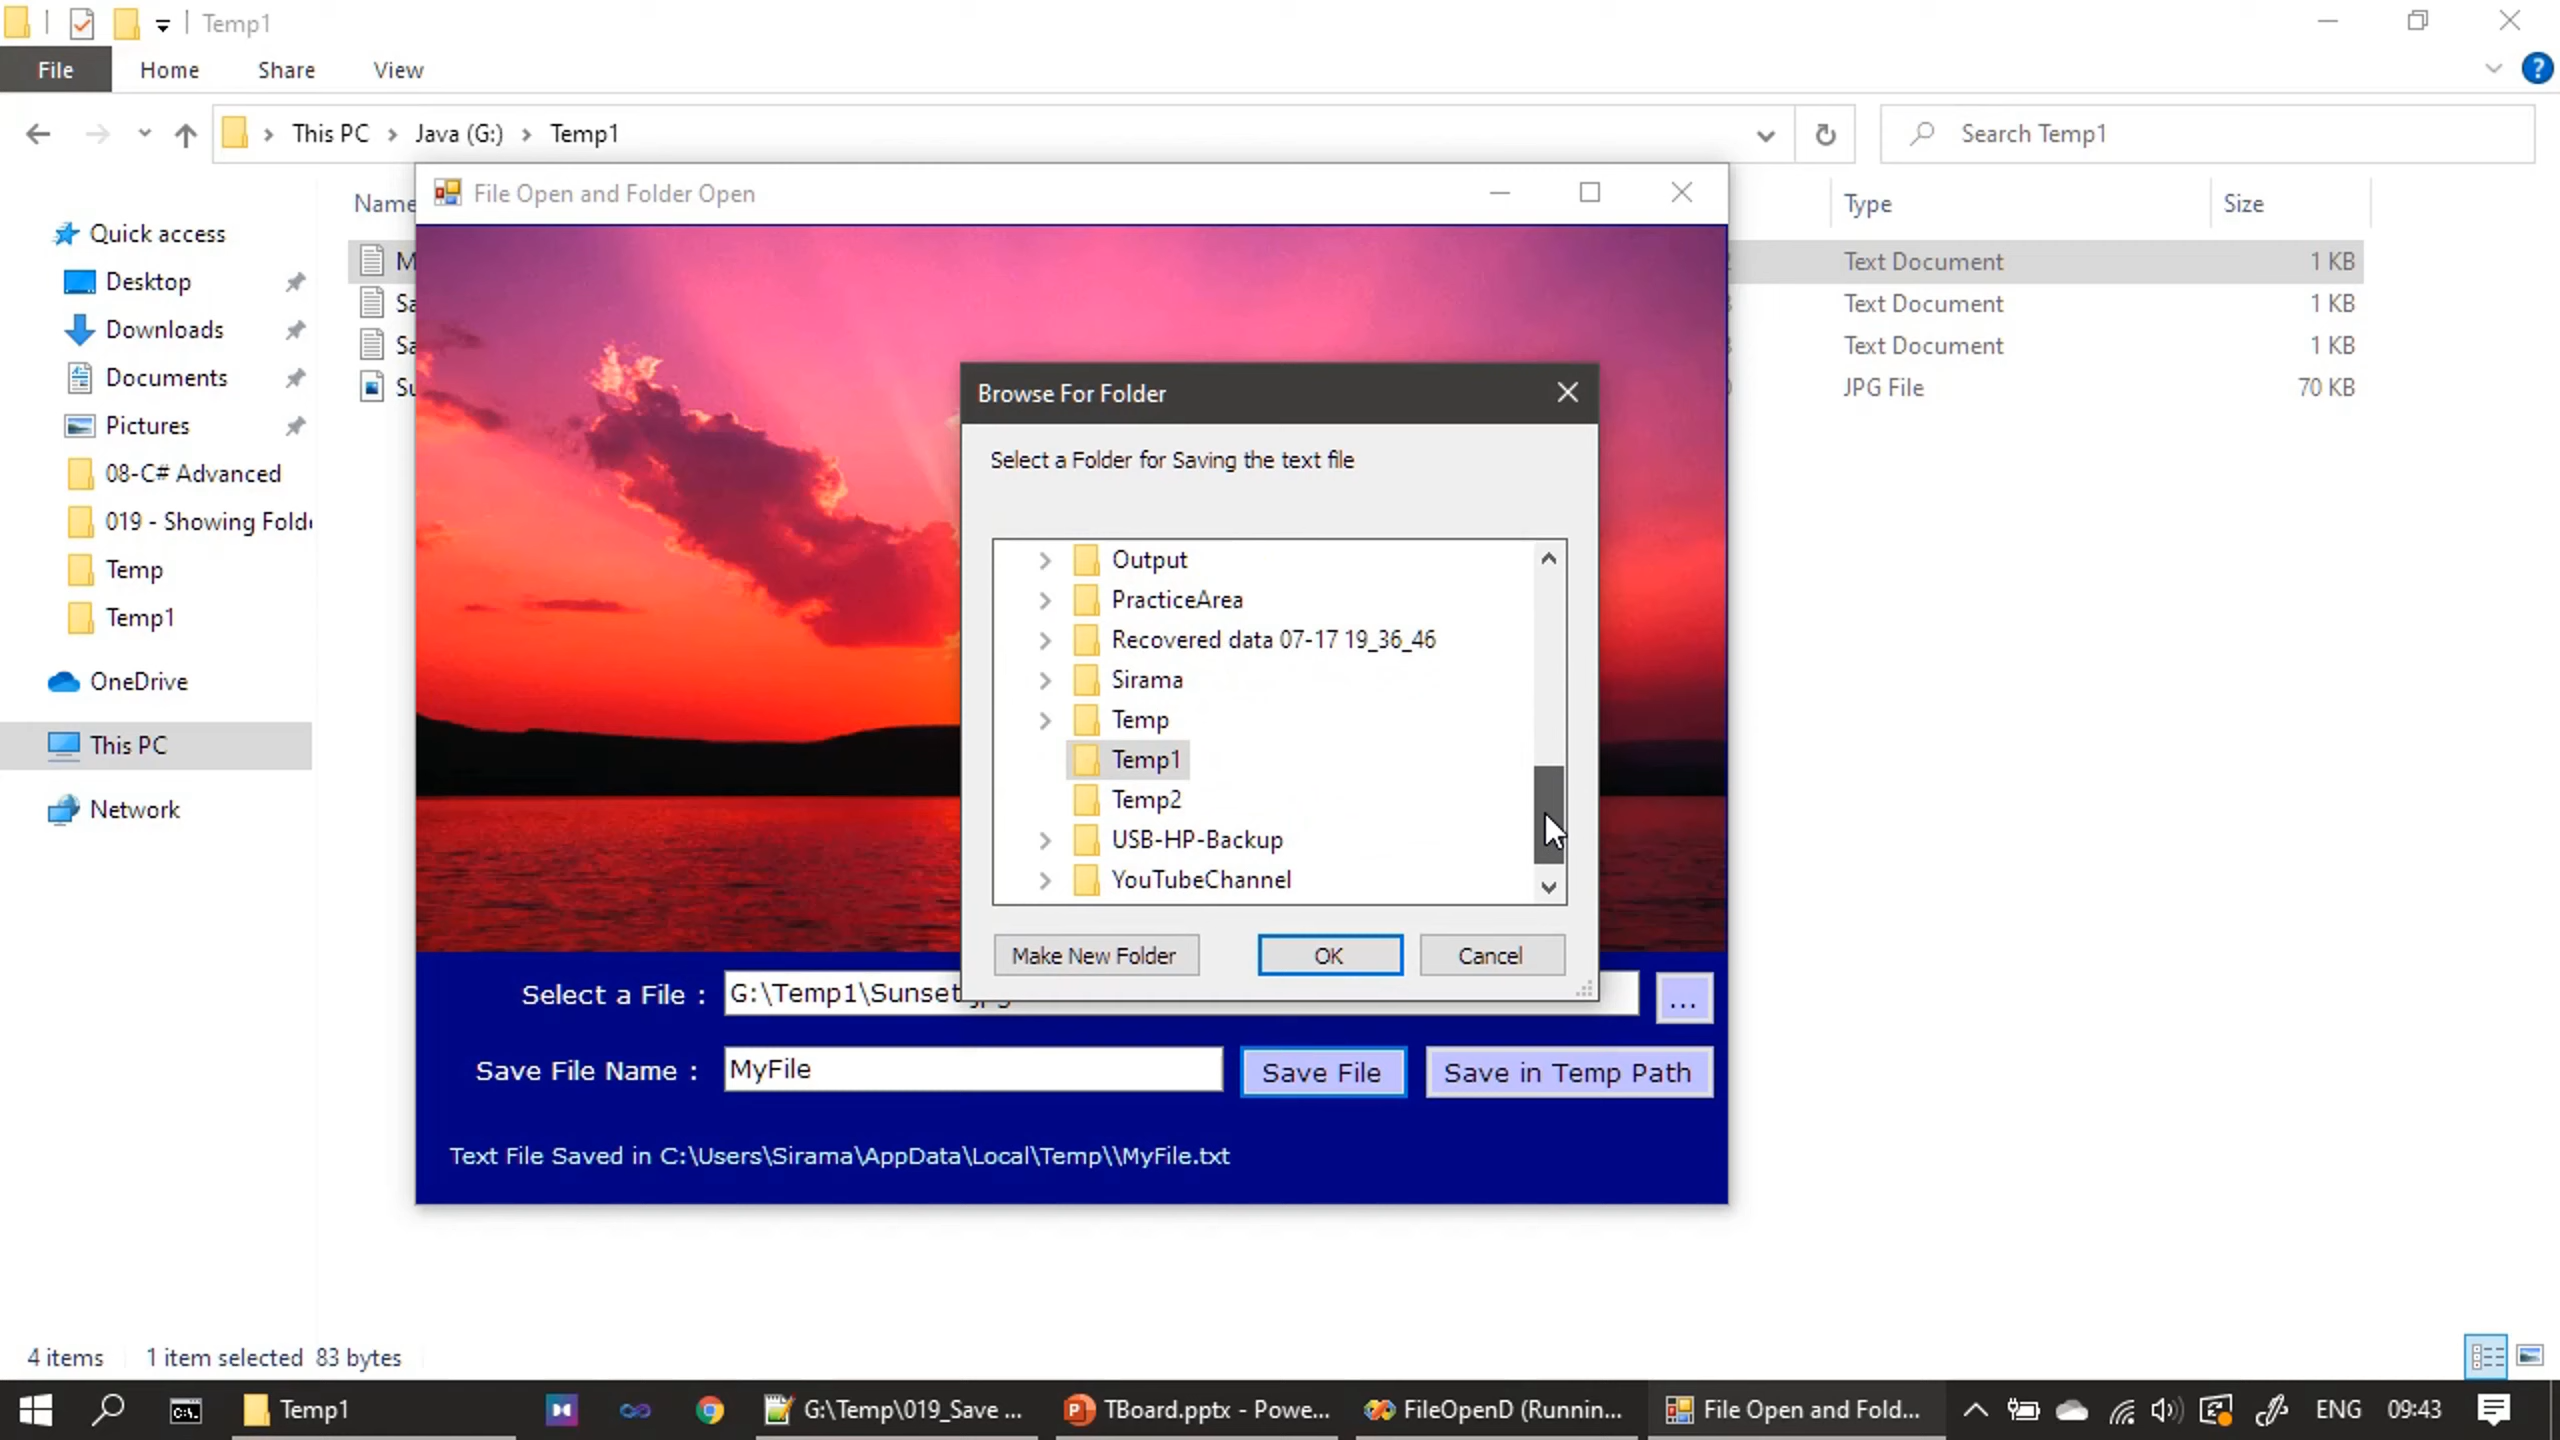 Temp1
File Home Share View
This PC Java (G:) Temp1
Search Temp1
File Open and Folder Open
Name Type Size
Quick access
Desktop
Downloads
Documents
Pictures
08-C# Advanced
019 - Showing Fold
Temp
Temp1
OneDrive
This PC
Network
M
Text Document 1 KB
Sa
Text Document 1 KB
Sa
Text Document 1 KB
Su
JPG File 70 KB
Browse For Folder
Select a Folder for Saving the text file
Output
PracticeArea
Recovered data 07-17 19_36_46
Sirama
Temp
Temp1
Temp2
USB-HP-Backup
YouTubeChannel
Make New Folder OK Cancel
Select a File : G:\Temp1\Sunset.jpg ...
Save File Name : MyFile Save File Save in Temp Path
Text File Saved in C:\Users\Sirama\AppData\Local\Temp\\MyFile.txt
4 items 1 item selected 83 bytes
Temp1
G:\Temp\019_Save ...
TBoard.pptx - Powe...
FileOpenD (Runnin...
File Open and Fold...
ENG 09:43